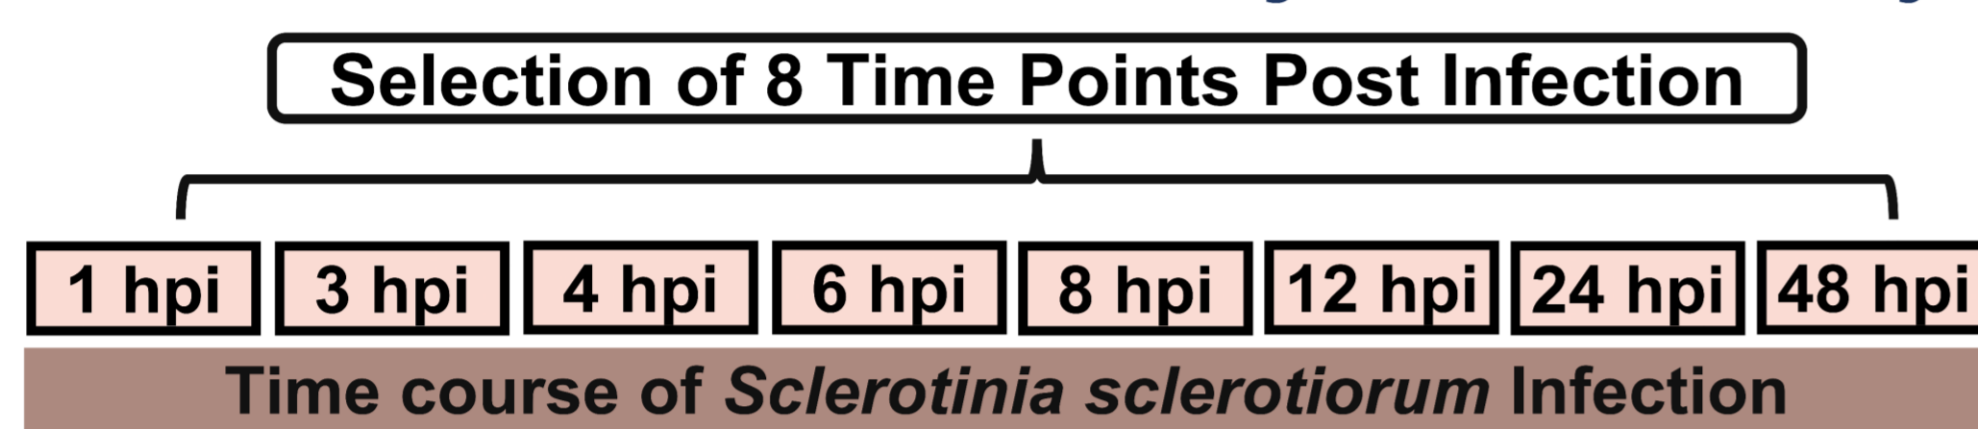 Selection of 8 Time Points Post Infection
1 hpi 3 hpi 4 hpi 6 hpi 8 hpi 12 hpi 24 hpi 48 hpi
Time course of Sclerotinia sclerotiorum Infection